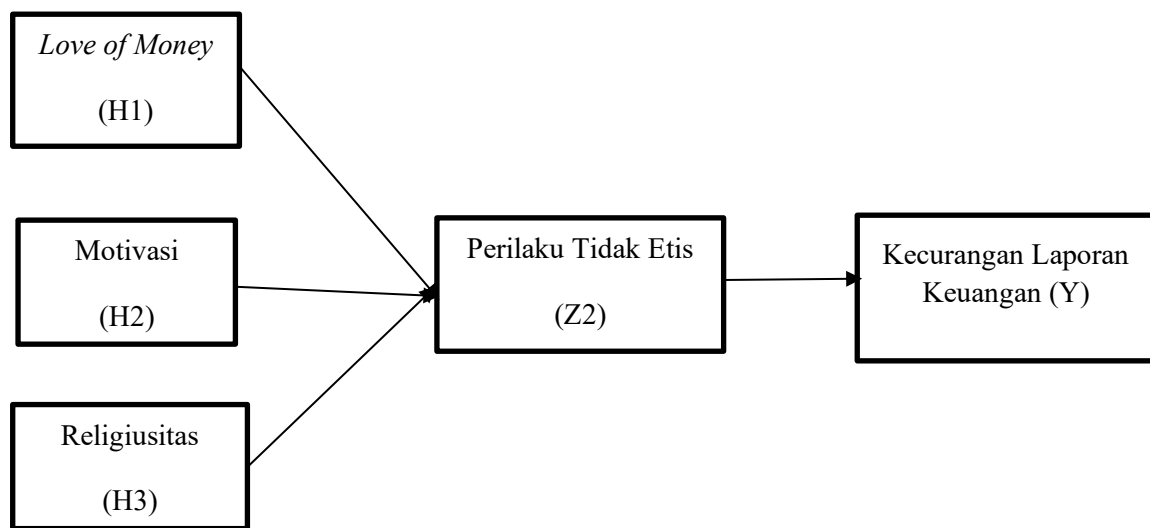 Love of Money
(H1)
Motivasi
(H2)
Religiusitas
(H3)
Perilaku Tidak Etis
(Z2)
Kecurangan Laporan
Keuangan (Y)